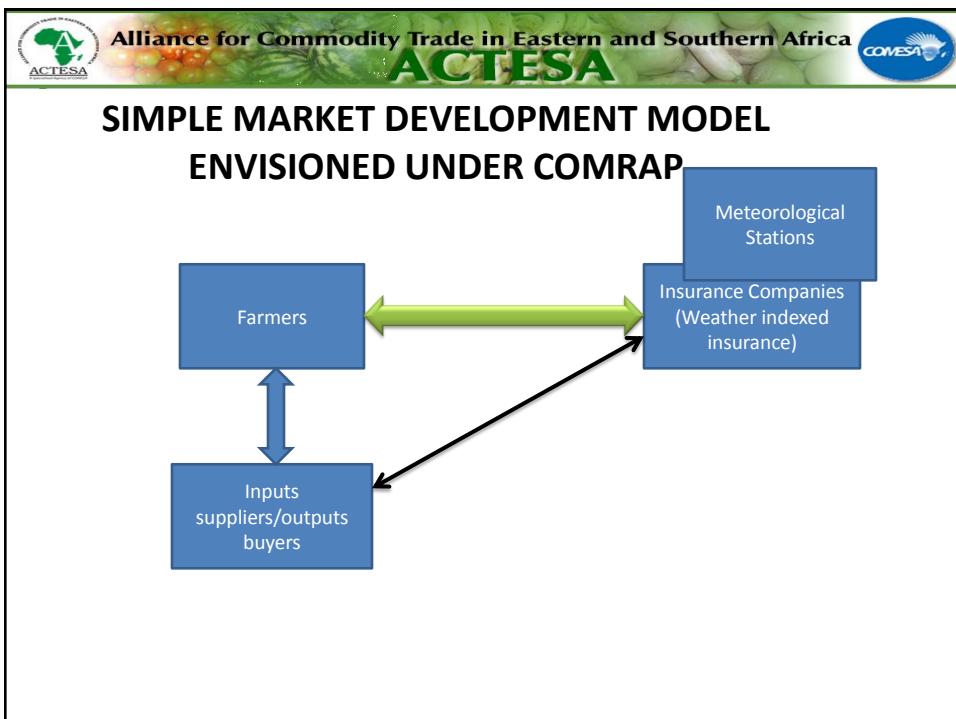 Alliance for Commodity Trade in Eastern and Southern Africa
ACTESA
ACTESA
COMESA
SIMPLE MARKET DEVELOPMENT MODEL
ENVISIONED UNDER COMRAP
Meteorological
Stations
Farmers
Insurance Companies
(Weather indexed
insurance)
Inputs
suppliers/outputs
buyers